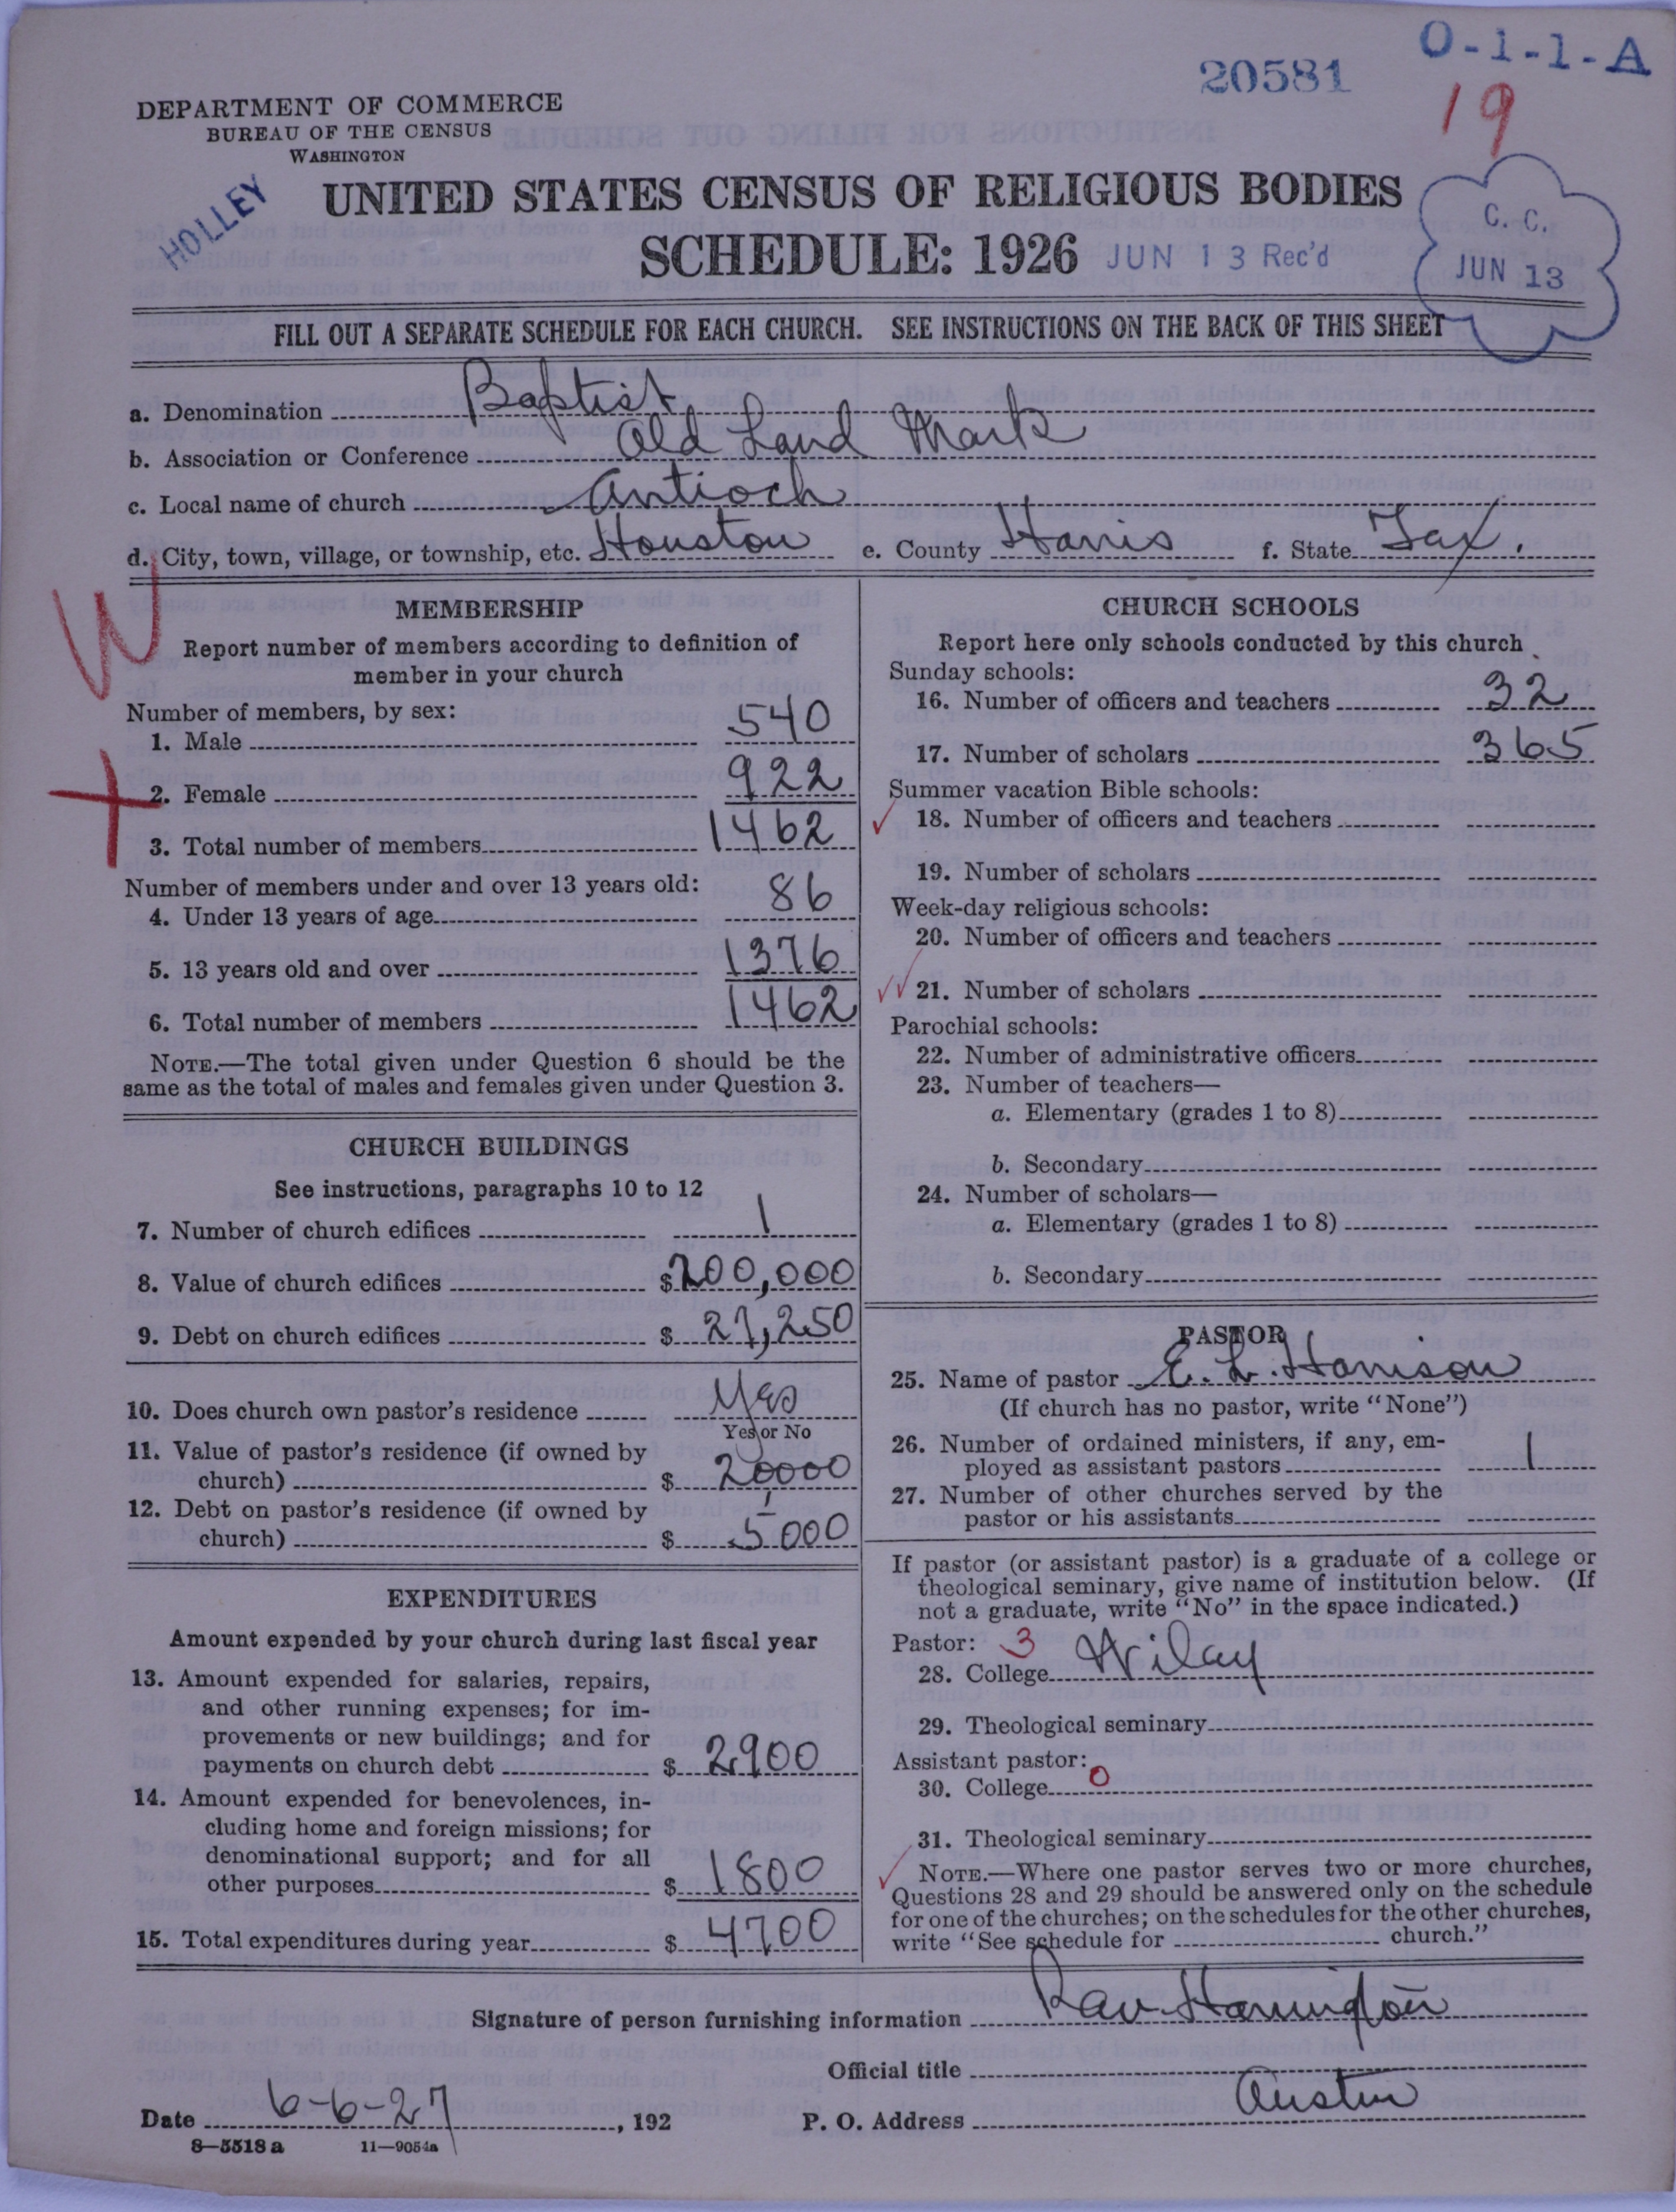 O-1-1-A
20581
19
DEPARTMENT OF COMMERCE
BUREAU OF THE CENSUS
WASHINGTON
HOLLEY
UNITED STATES CENSUS OF RELIGIOUS BODIES
SCHEDULE: 1926 JUN 13 Rec'd
C. C.
JUN 13
FILL OUT A SEPARATE SCHEDULE FOR EACH CHURCH. SEE INSTRUCTIONS ON THE BACK OF THIS SHEET
a. Denomination Baptist
b. Association or Conference Old Land Mark
c. Local name of church Antioch
d. City, town, village, or township, etc. Houston e. County Harris f. State Tax.
W
MEMBERSHIP
Report number of members according to definition of
member in your church
Number of members, by sex:
1. Male 540
2. Female 922
3. Total number of members 1462
Number of members under and over 13 years old:
4. Under 13 years of age 86
5. 13 years old and over 1376
6. Total number of members 1462
NOTE.—The total given under Question 6 should be the
same as the total of males and females given under Question 3.
CHURCH BUILDINGS
See instructions, paragraphs 10 to 12
7. Number of church edifices 1
8. Value of church edifices $200,000
9. Debt on church edifices $ 27,250
10. Does church own pastor's residence Yes
Yes or No
11. Value of pastor's residence (if owned by
church) $ 20000
12. Debt on pastor's residence (if owned by
church) $ 5000
EXPENDITURES
Amount expended by your church during last fiscal year
13. Amount expended for salaries, repairs,
and other running expenses; for im-
provements or new buildings; and for
payments on church debt $ 2900
14. Amount expended for benevolences, in-
cluding home and foreign missions; for
denominational support; and for all
other purposes $ 1800
15. Total expenditures during year $ 4700
CHURCH SCHOOLS
Report here only schools conducted by this church
Sunday schools:
16. Number of officers and teachers 32
17. Number of scholars 365
Summer vacation Bible schools:
18. Number of officers and teachers
19. Number of scholars
Week-day religious schools:
20. Number of officers and teachers
21. Number of scholars
Parochial schools:
22. Number of administrative officers
23. Number of teachers—
a. Elementary (grades 1 to 8)
b. Secondary
24. Number of scholars—
a. Elementary (grades 1 to 8)
b. Secondary
PASTOR
25. Name of pastor E. L. Harrison
(If church has no pastor, write "None")
26. Number of ordained ministers, if any, em-
ployed as assistant pastors 1
27. Number of other churches served by the
pastor or his assistants
If pastor (or assistant pastor) is a graduate of a college or
theological seminary, give name of institution below. (If
not a graduate, write "No" in the space indicated.)
Pastor: 3
28. College Wilay
29. Theological seminary
Assistant pastor:
30. College 0
31. Theological seminary
NOTE.—Where one pastor serves two or more churches,
Questions 28 and 29 should be answered only on the schedule
for one of the churches; on the schedules for the other churches,
write "See schedule for church."
Signature of person furnishing information Rav. Harrington
Official title
Date 6-6-27, 192 P. O. Address Austin
8—5518 a 11—9054a